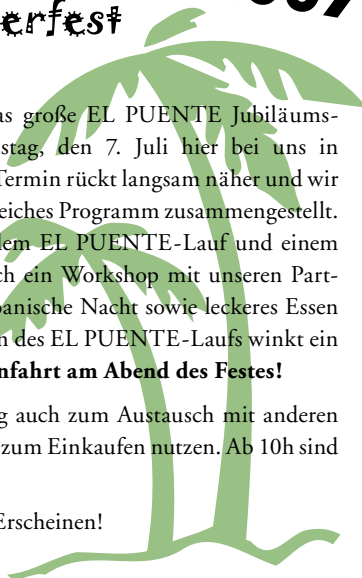 erfest
as große EL PUENTE Jubiläums-
stag, den 7. Juli hier bei uns in
Termin rückt langsam näher und wir
eiches Programm zusammengestellt.
dem EL PUENTE-Lauf und einem
ch ein Workshop mit unseren Part-
panische Nacht sowie leckeres Essen
n des EL PUENTE-Laufs winkt ein
nfahrt am Abend des Festes!
g auch zum Austausch mit anderen
zum Einkaufen nutzen. Ab 10h sind
Erscheinen!